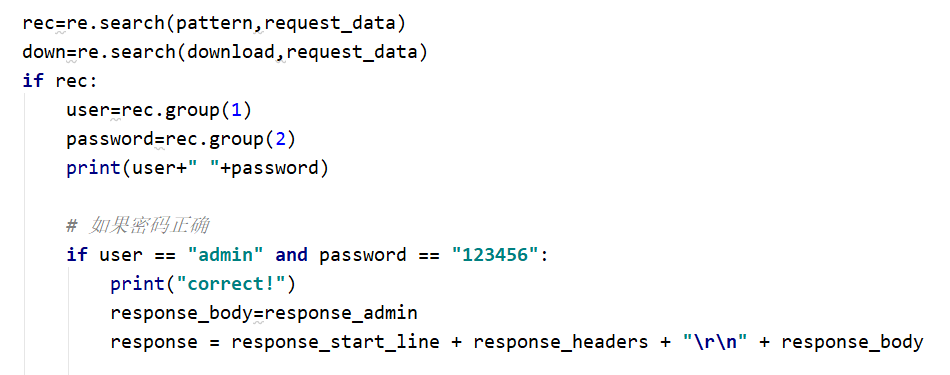 rec=re.search(pattern,request_data)
down=re.search(download,request_data)
if rec:
    user=rec.group(1)
    password=rec.group(2)
    print(user+" "+password)
    # 如果密码正确
    if user == "admin" and password == "123456":
        print("correct!")
        response_body=response_admin
        response = response_start_line + response_headers + "\r\n" + response_body